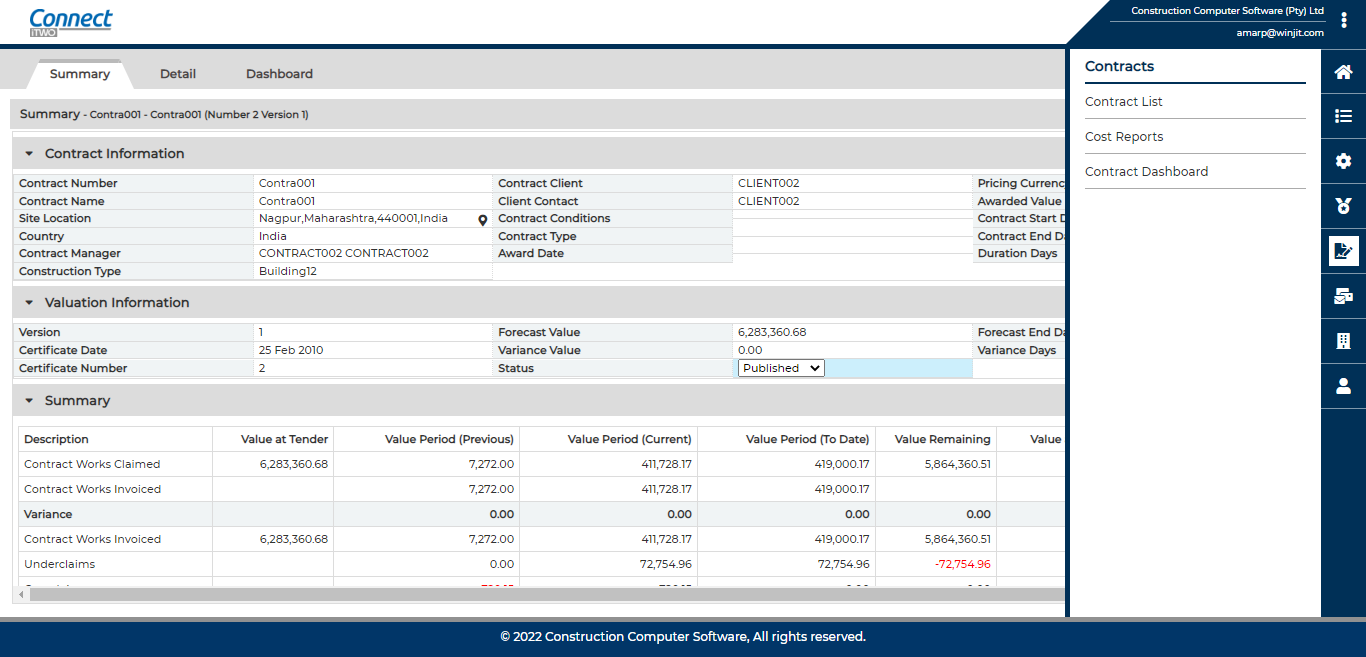 Connect
iTWO
Construction Computer Software (Pty) Ltd
amarp@winjit.com
Summary Detail Dashboard
Summary - Contra001 - Contra001 (Number 2 Version 1)
Contract Information
Contract Number Contra001 Contract Client CLIENT002 Pricing Currenc
Contract Name Contra001 Client Contact CLIENT002 Awarded Value
Site Location Nagpur,Maharashtra,440001,India Contract Conditions Contract Start D
Country India Contract Type Contract End Da
Contract Manager CONTRACT002 CONTRACT002 Award Date Duration Days
Construction Type Building12
Valuation Information
Version 1 Forecast Value 6,283,360.68 Forecast End Da
Certificate Date 25 Feb 2010 Variance Value 0.00 Variance Days
Certificate Number 2 Status Published
Summary
Description Value at Tender Value Period (Previous) Value Period (Current) Value Period (To Date) Value Remaining Value
Contract Works Claimed 6,283,360.68 7,272.00 411,728.17 419,000.17 5,864,360.51
Contract Works Invoiced 7,272.00 411,728.17 419,000.17
Variance 0.00 0.00 0.00 0.00
Contract Works Invoiced 6,283,360.68 7,272.00 411,728.17 419,000.17 5,864,360.51
Underclaims 0.00 72,754.96 72,754.96 -72,754.96
Contracts
Contract List
Cost Reports
Contract Dashboard
© 2022 Construction Computer Software, All rights reserved.